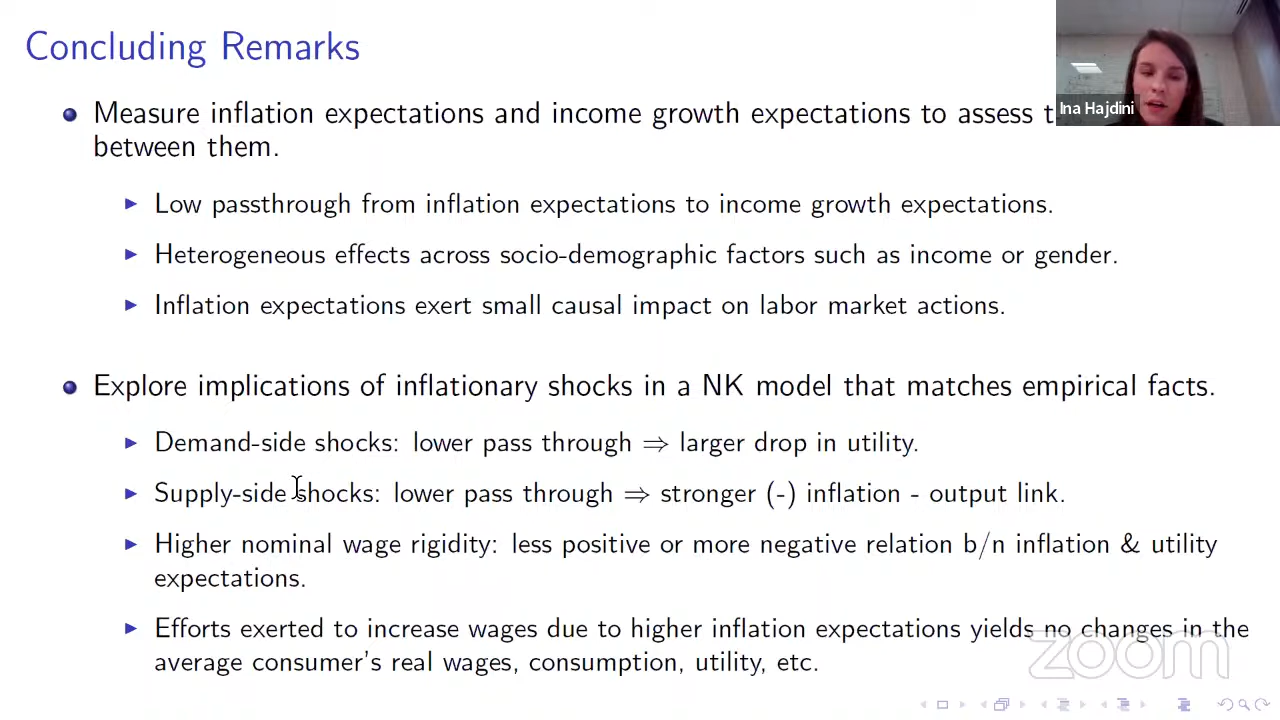 Concluding Remarks
Ina Hajdini
Measure inflation expectations and income growth expectations to assess
between them.
Low passthrough from inflation expectations to income growth expectations.
Heterogeneous effects across socio-demographic factors such as income or gender.
Inflation expectations exert small causal impact on labor market actions.
Explore implications of inflationary shocks in a NK model that matches empirical facts.
Demand-side shocks: lower pass through ⇒ larger drop in utility.
Supply-side shocks: lower pass through ⇒ stronger (-) inflation - output link.
Higher nominal wage rigidity: less positive or more negative relation b/n inflation & utility
expectations.
Efforts exerted to increase wages due to higher inflation expectations yields no changes in the
average consumer's real wages, consumption, utility, etc.
zoom